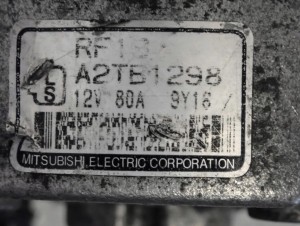 A2TB1298
12V 80A 9Y16
S
MITSUBISHI ELECTRIC CORPORATION